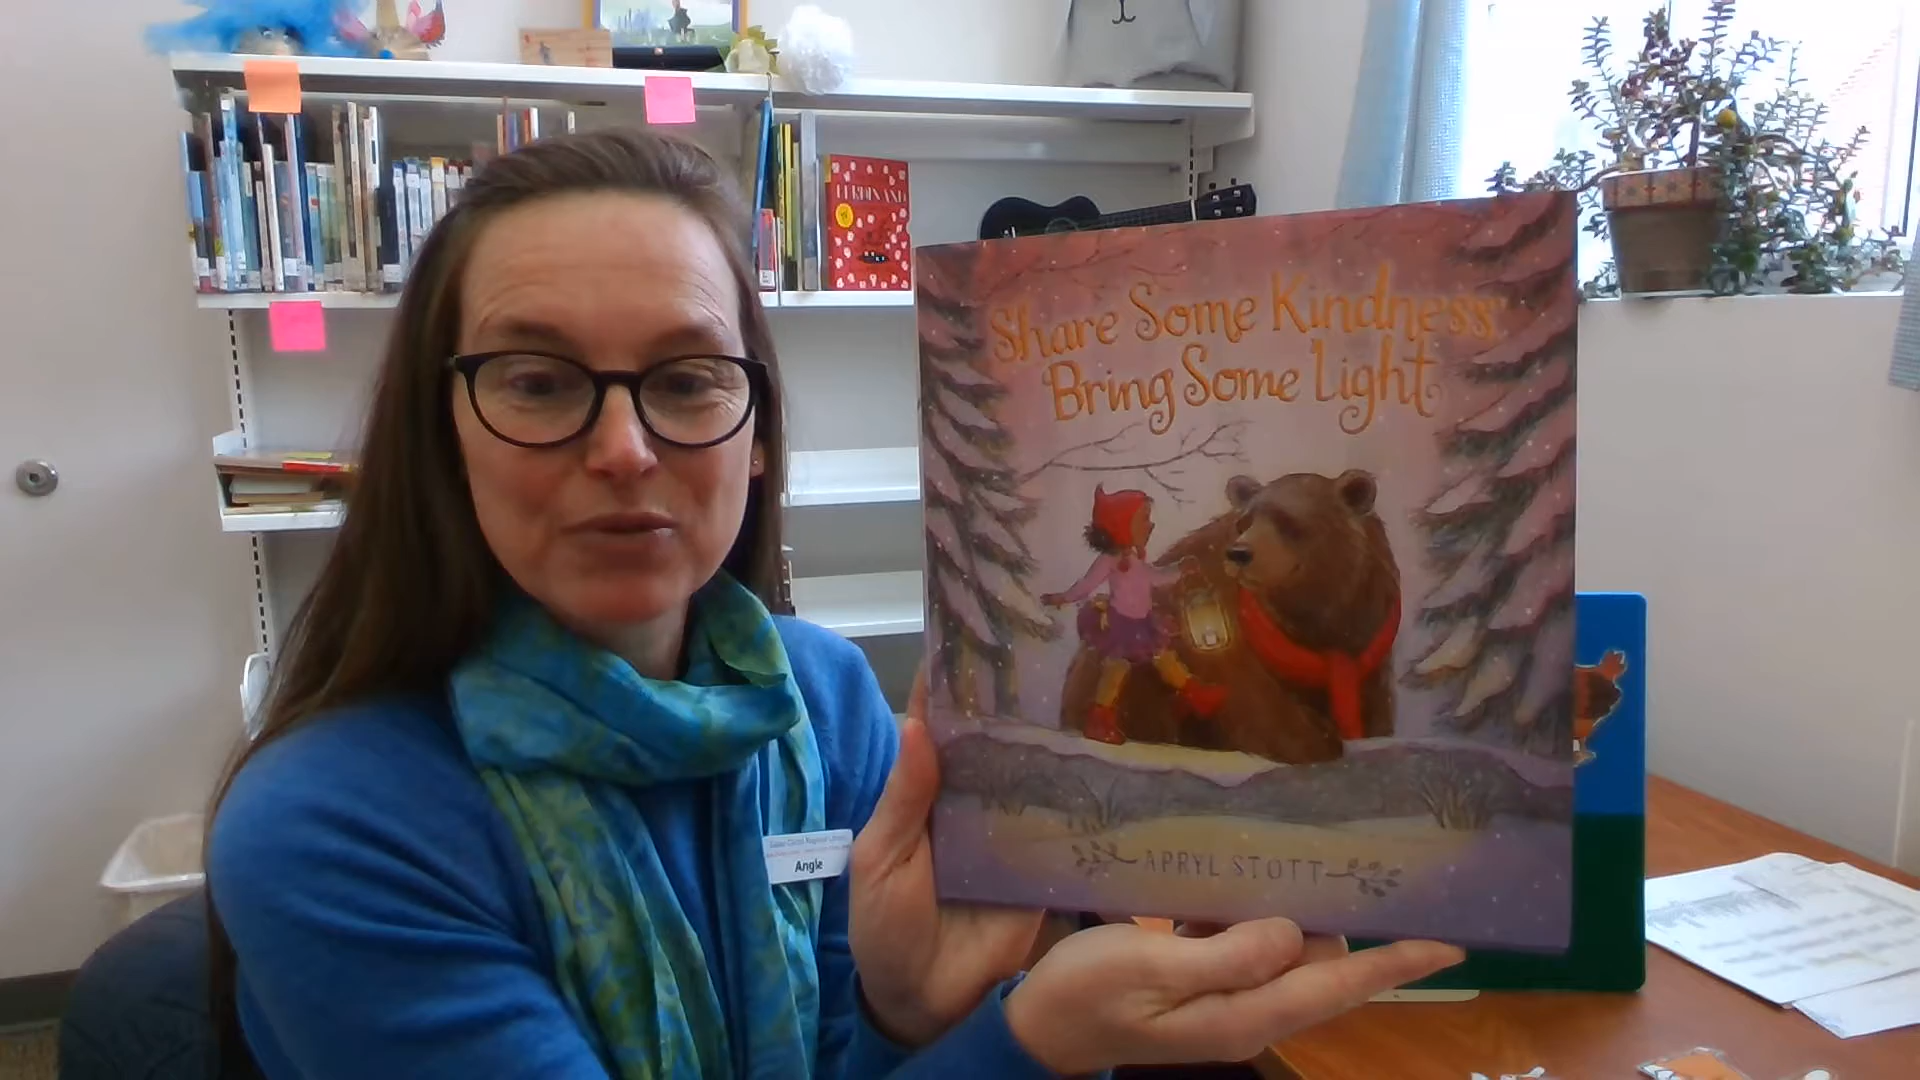 FERDINAND
Share Some Kindness
Bring Some Light
APRYL STOTT
Angie